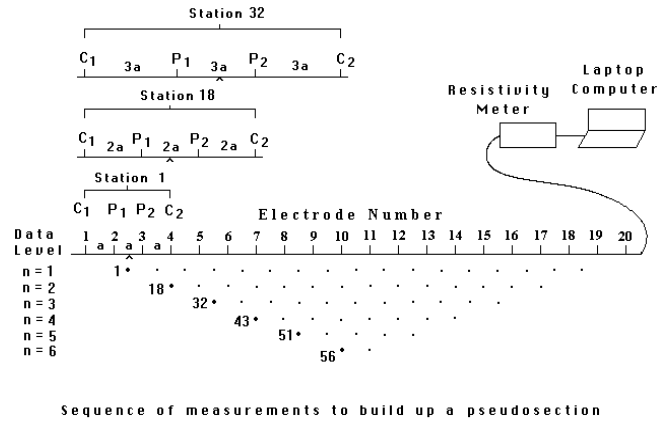 Station 32
C1 3a P1 3a P2 3a C2
Station 18
C1 2a P1 2a P2 2a C2
Station 1
C1 P1 P2 C2
Resistivity Meter
Laptop Computer
Electrode Number
Data Level
1 2 3 4 5 6 7 8 9 10 11 12 13 14 15 16 17 18 19 20
a a a
n = 1 1
n = 2 18
n = 3 32
n = 4 43
n = 5 51
n = 6 56
Sequence of measurements to build up a pseudosection